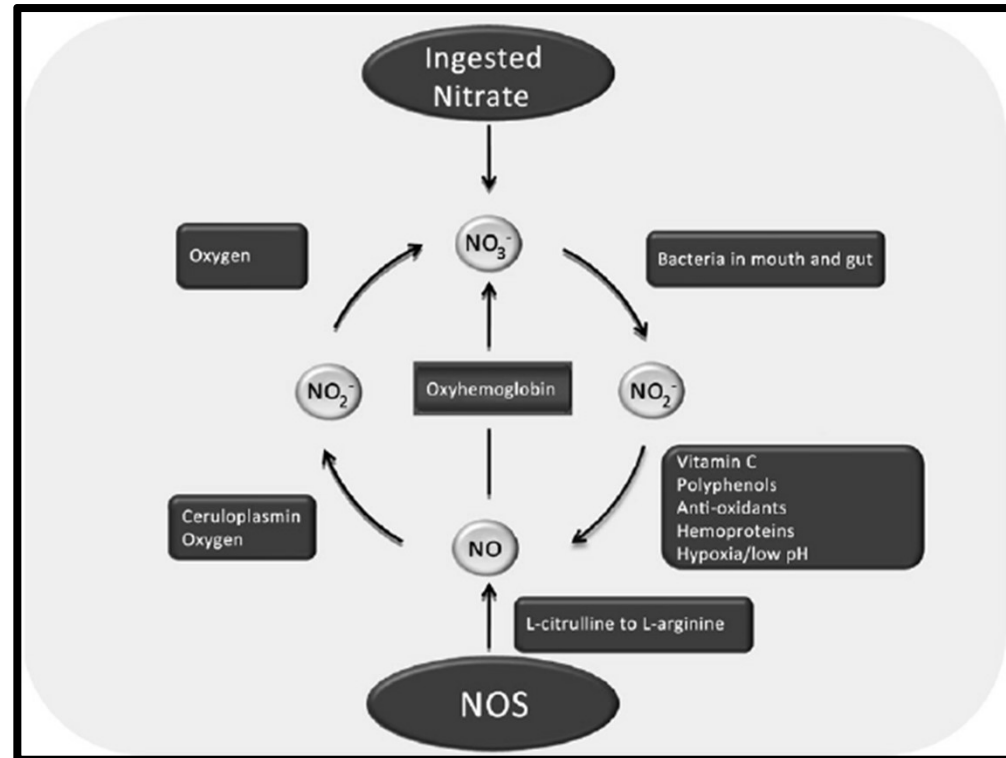 Ingested
Nitrate
NO₃⁻
Oxygen
Bacteria in mouth and gut
NO₂⁻
Oxyhemoglobin
NO₂⁻
Vitamin C
Polyphenols
Anti-oxidants
Hemoproteins
Hypoxia/low pH
Ceruloplasmin
Oxygen
NO
L-citrulline to L-arginine
NOS